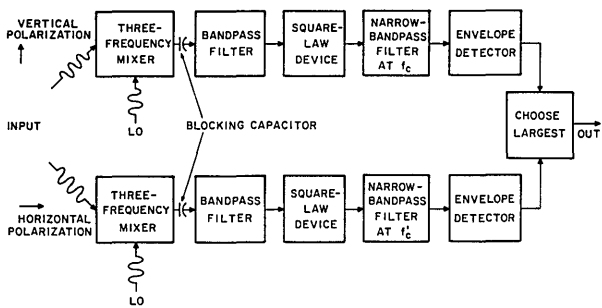 VERTICAL
POLARIZATION
THREE-
FREQUENCY
MIXER
BANDPASS
FILTER
SQUARE-
LAW
DEVICE
NARROW-
BANDPASS
FILTER
AT fc
ENVELOPE
DETECTOR
INPUT
LO
BLOCKING CAPACITOR
CHOOSE
LARGEST
OUT
HORIZONTAL
POLARIZATION
THREE-
FREQUENCY
MIXER
BANDPASS
FILTER
SQUARE-
LAW
DEVICE
NARROW-
BANDPASS
FILTER
AT f'c
ENVELOPE
DETECTOR
LO